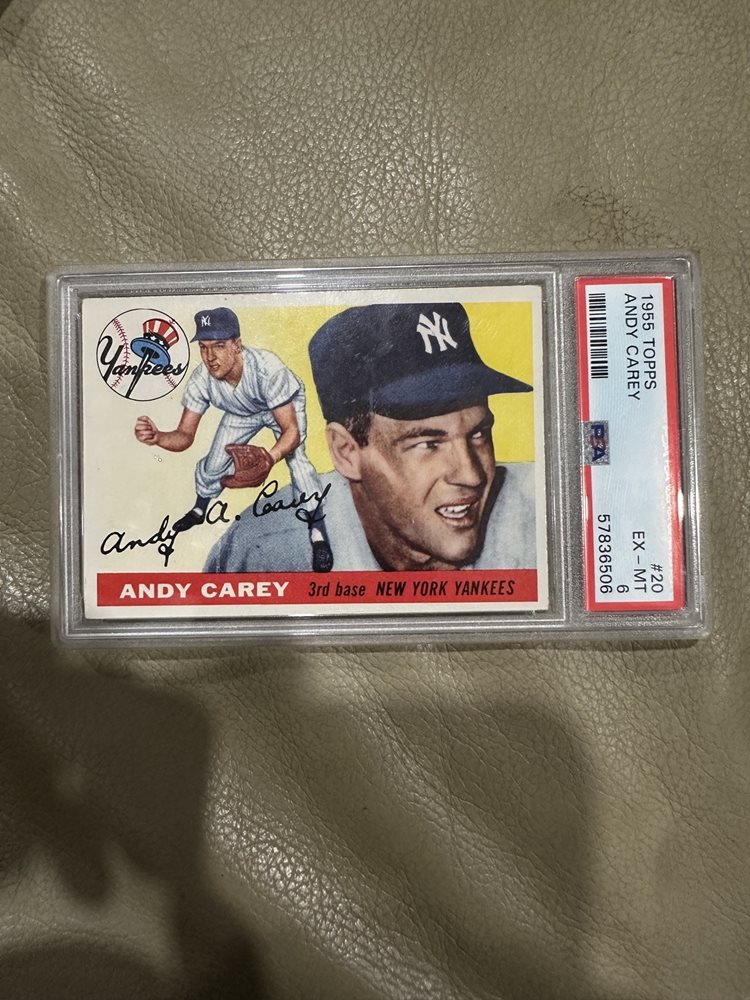 Yankees
NY
NY
Andy A. Carey
ANDY CAREY 3rd base NEW YORK YANKEES
1955 TOPPS #20
ANDY CAREY EX - MT
6
PSA 57836506